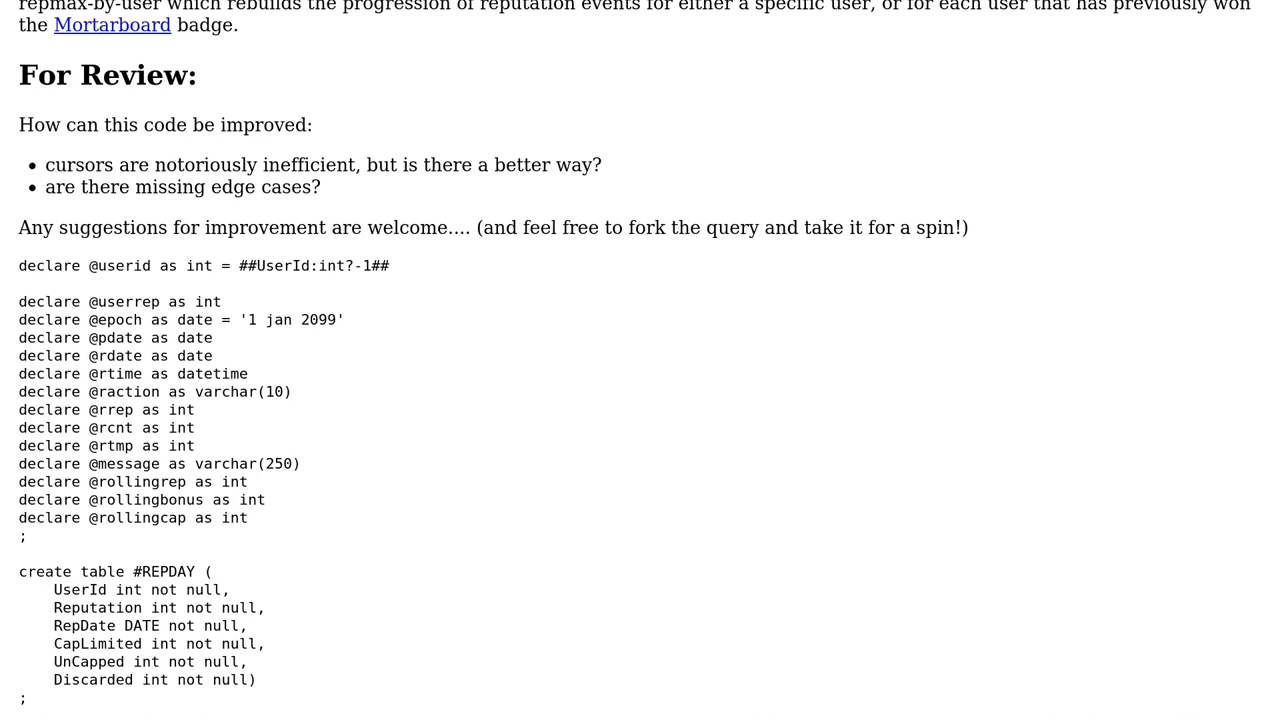 repmax-by-user which rebuilds the progression of reputation events for either a specific user, or for each user that has previously won
the Mortarboard badge.
For Review:
How can this code be improved:
• cursors are notoriously inefficient, but is there a better way?
• are there missing edge cases?
Any suggestions for improvement are welcome.... (and feel free to fork the query and take it for a spin!)
declare @userid as int = ##UserId:int?-1##
declare @userrep as int
declare @epoch as date = '1 jan 2099'
declare @pdate as date
declare @rdate as date
declare @rtime as datetime
declare @raction as varchar(10)
declare @rrep as int
declare @rcnt as int
declare @rtmp as int
declare @message as varchar(250)
declare @rollingrep as int
declare @rollingbonus as int
declare @rollingcap as int
;
create table #REPDAY (
    UserId int not null,
    Reputation int not null,
    RepDate DATE not null,
    CapLimited int not null,
    UnCapped int not null,
    Discarded int not null)
;